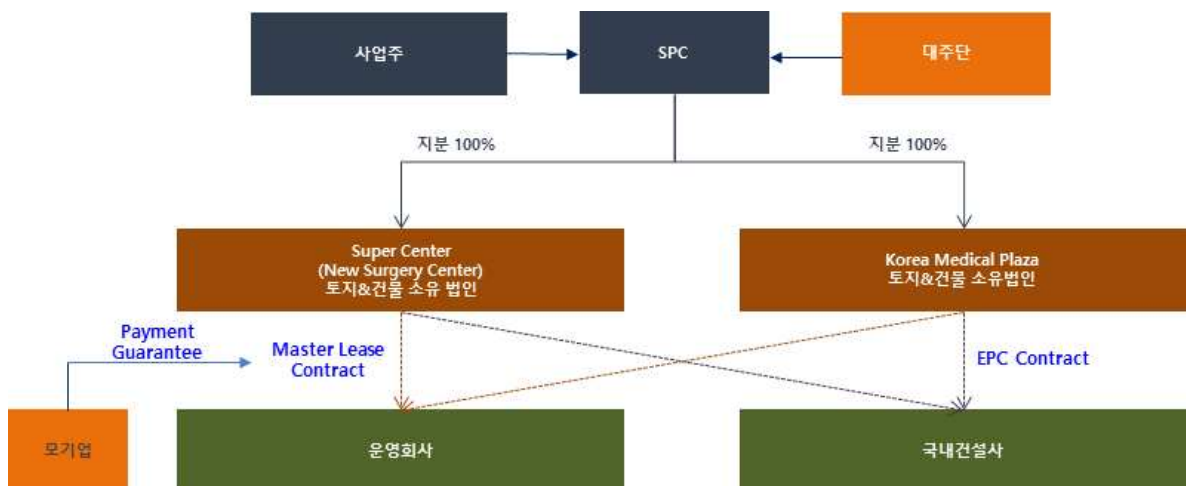 사업주
SPC
대주단
지분 100%
지분 100%
Super Center
(New Surgery Center)
토지&건물 소유 법인
Korea Medical Plaza
토지&건물 소유법인
Payment
Guarantee
Master Lease
Contract
EPC Contract
모기업
운영회사
국내건설사